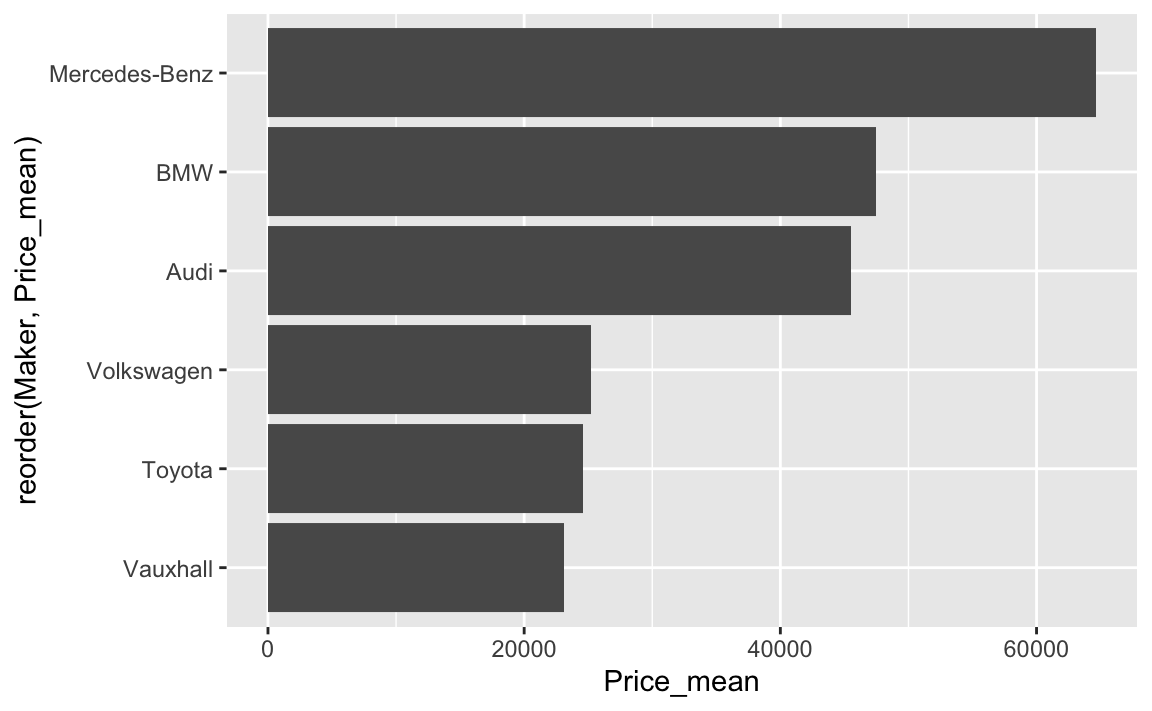 reorder(Maker, Price_mean)
Mercedes-Benz
BMW
Audi
Volkswagen
Toyota
Vauxhall
0 20000 40000 60000
Price_mean